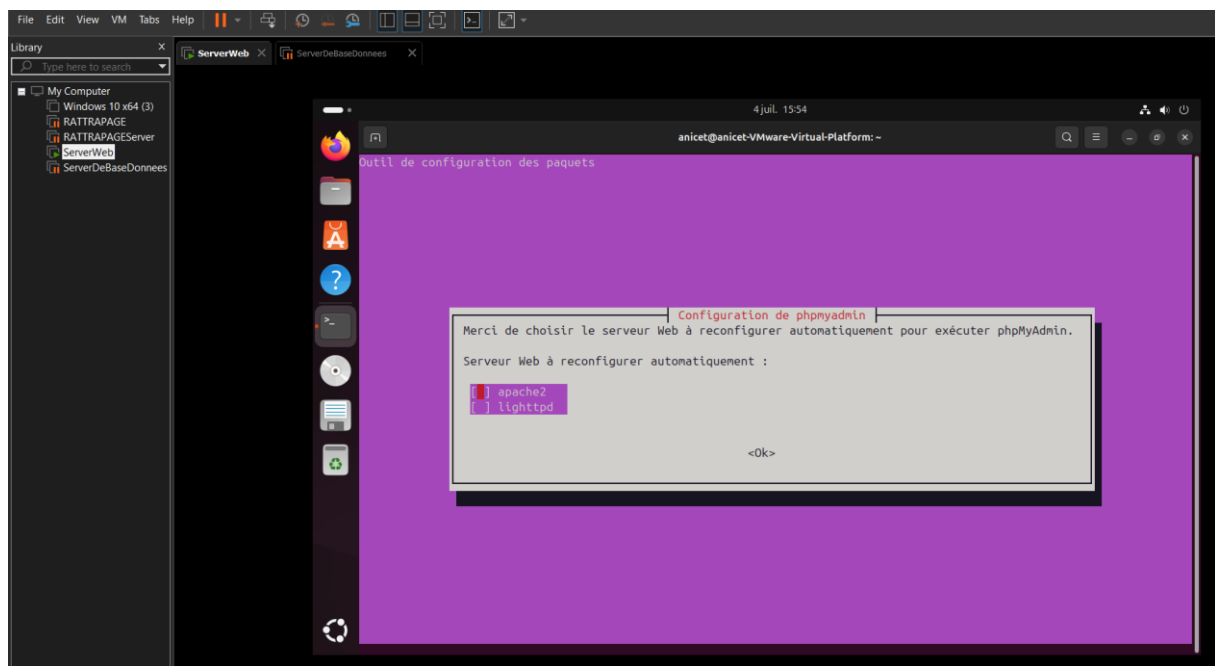 File Edit View VM Tabs Help
Library X
Type here to search
My Computer
Windows 10 x64 (3)
RATTRAPAGE
RATTRAPAGEServer
ServerWeb
ServerDeBaseDonnees
ServerWeb
ServerDeBaseDonnees
4 juil. 15:54
anicet@anicet-VMware-Virtual-Platform: ~
Outil de configuration des paquets
Configuration de phpmyadmin
Merci de choisir le serveur Web à reconfigurer automatiquement pour exécuter phpMyAdmin.
Serveur Web à reconfigurer automatiquement :
[ ] apache2
[ ] lighttpd
<Ok>